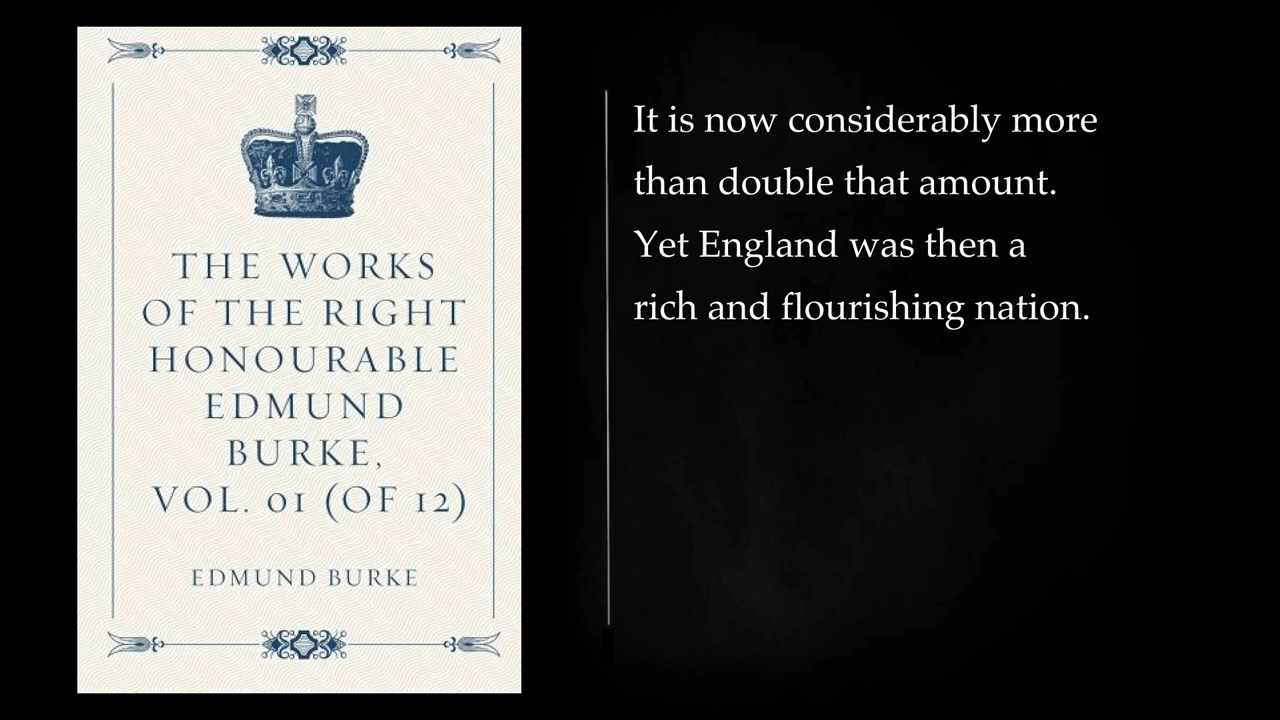 THE WORKS
OF THE RIGHT
HONOURABLE
EDMUND
BURKE,
VOL. 01 (OF 12)
EDMUND BURKE
It is now considerably more
than double that amount.
Yet England was then a
rich and flourishing nation.